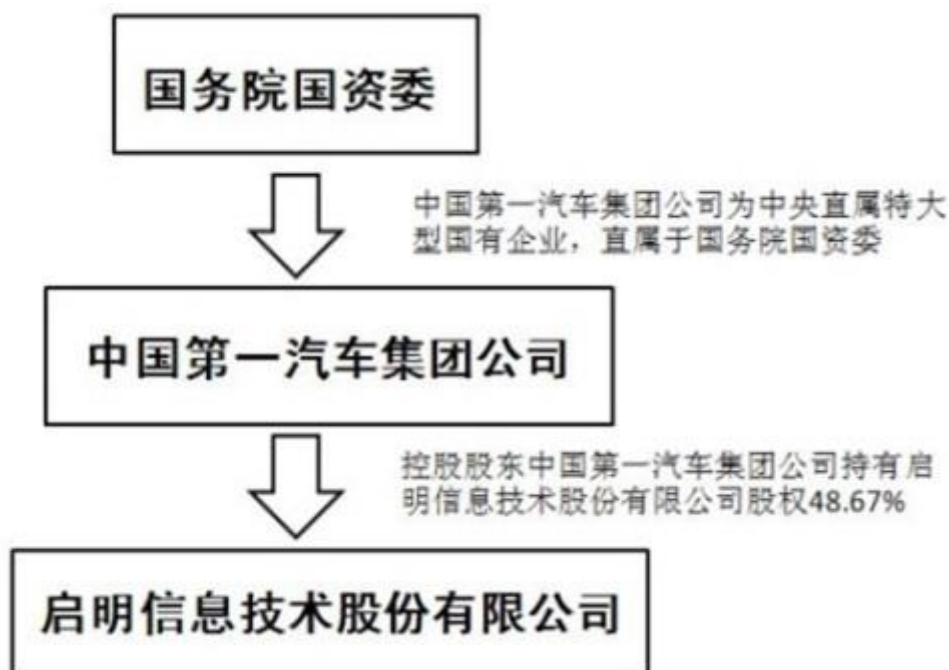 国务院国资委
中国第一汽车集团公司为中央直属特大
型国有企业，直属于国务院国资委
中国第一汽车集团公司
控股股东中国第一汽车集团公司持有启
明信息技术股份有限公司股权48.67%
启明信息技术股份有限公司